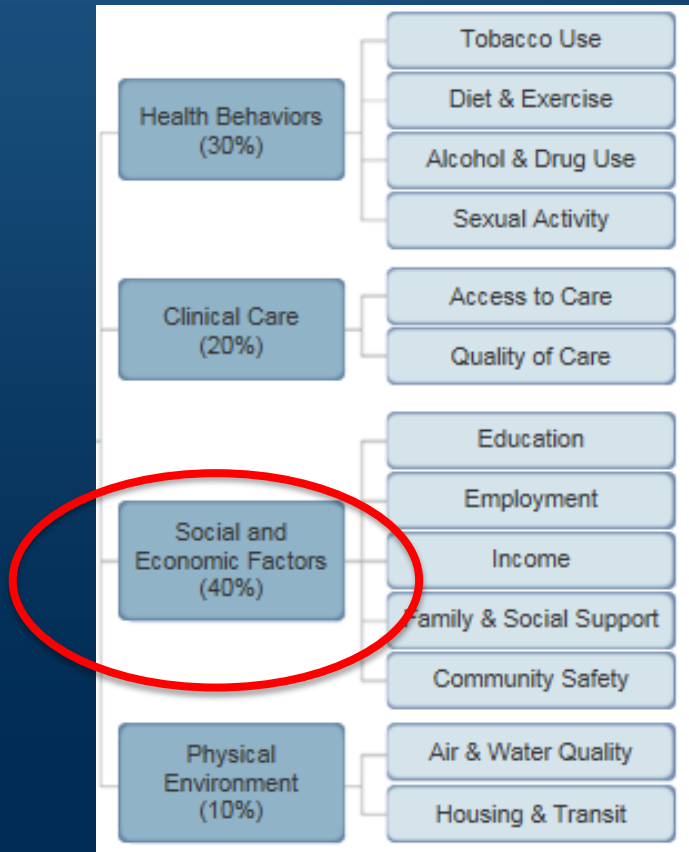 Health Behaviors
(30%)
Tobacco Use
Diet & Exercise
Alcohol & Drug Use
Sexual Activity
Clinical Care
(20%)
Access to Care
Quality of Care
Social and
Economic Factors
(40%)
Education
Employment
Income
Family & Social Support
Community Safety
Physical
Environment
(10%)
Air & Water Quality
Housing & Transit